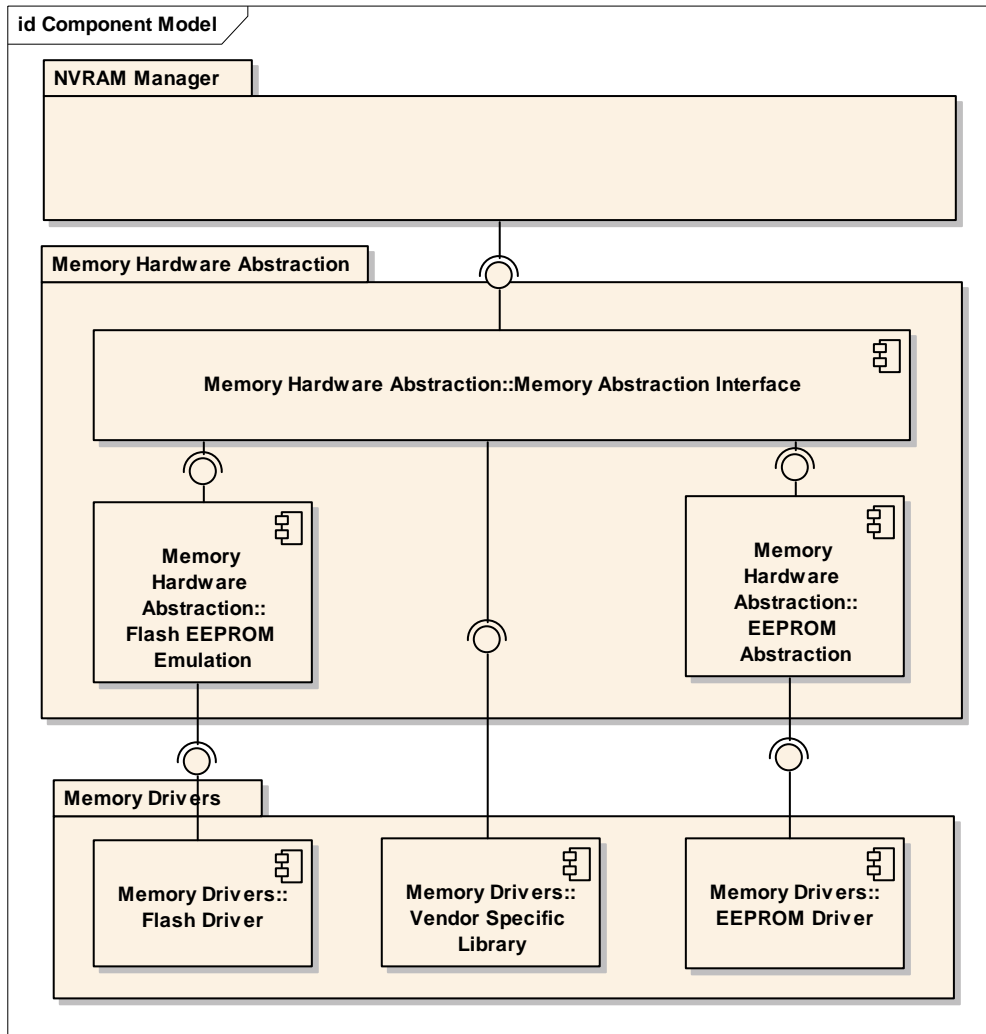 id Component Model
NVRAM Manager
Memory Hardware Abstraction
Memory Hardware Abstraction::Memory Abstraction Interface
Memory
Hardware
Abstraction::
Flash EEPROM
Emulation
Memory
Hardware
Abstraction::
EEPROM
Abstraction
Memory Drivers
Memory Drivers::
Flash Driver
Memory Drivers::
Vendor Specific
Library
Memory Drivers::
EEPROM Driver